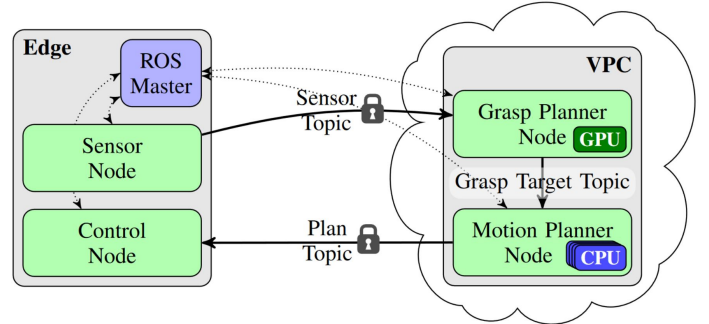 Edge
ROS
Master
Sensor
Node
Control
Node
Sensor
Topic
Plan
Topic
VPC
Grasp Planner
Node
GPU
Grasp Target Topic
Motion Planner
Node
CPU